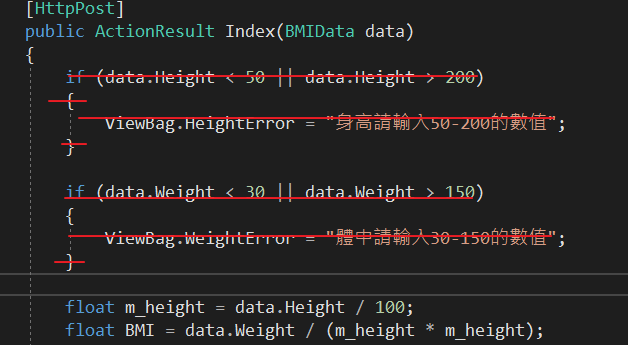 [HttpPost]
public ActionResult Index(BMIData data)
{
if (data.Height < 50 || data.Height > 200)
{
ViewBag.HeightError = "身高請輸入50-200的數值";
}
if (data.Weight < 30 || data.Weight > 150)
{
ViewBag.WeightError = "體中請輸入30-150的數值";
}
float m_height = data.Height / 100;
float BMI = data.Weight / (m_height * m_height);